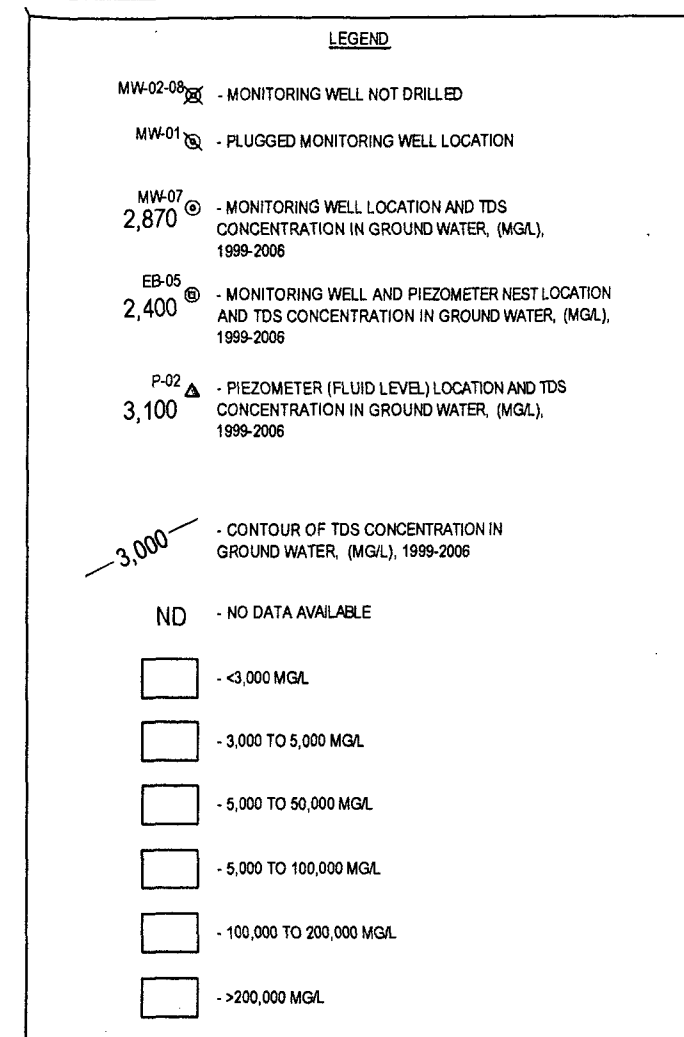 LEGEND
MW-02-08 - MONITORING WELL NOT DRILLED
MW-01 - PLUGGED MONITORING WELL LOCATION
MW-07
2,870 - MONITORING WELL LOCATION AND TDS
CONCENTRATION IN GROUND WATER, (MG/L),
1999-2006
EB-05
2,400 - MONITORING WELL AND PIEZOMETER NEST LOCATION
AND TDS CONCENTRATION IN GROUND WATER, (MG/L),
1999-2006
P-02
3,100 - PIEZOMETER (FLUID LEVEL) LOCATION AND TDS
CONCENTRATION IN GROUND WATER, (MG/L),
1999-2006
3,000 - CONTOUR OF TDS CONCENTRATION IN
GROUND WATER, (MG/L), 1999-2006
ND - NO DATA AVAILABLE
- <3,000 MG/L
- 3,000 TO 5,000 MG/L
- 5,000 TO 50,000 MG/L
- 5,000 TO 100,000 MG/L
- 100,000 TO 200,000 MG/L
- >200,000 MG/L